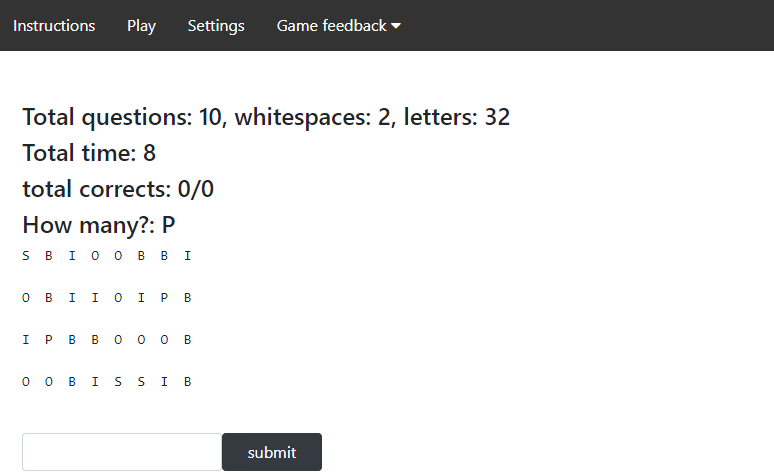 Instructions Play Settings Game feedback
Total questions: 10, whitespaces: 2, letters: 32
Total time: 8
total corrects: 0/0
How many?: P
S B I O O B B I
O B I I O I P B
I P B B O O O B
O O B I S S I B
submit